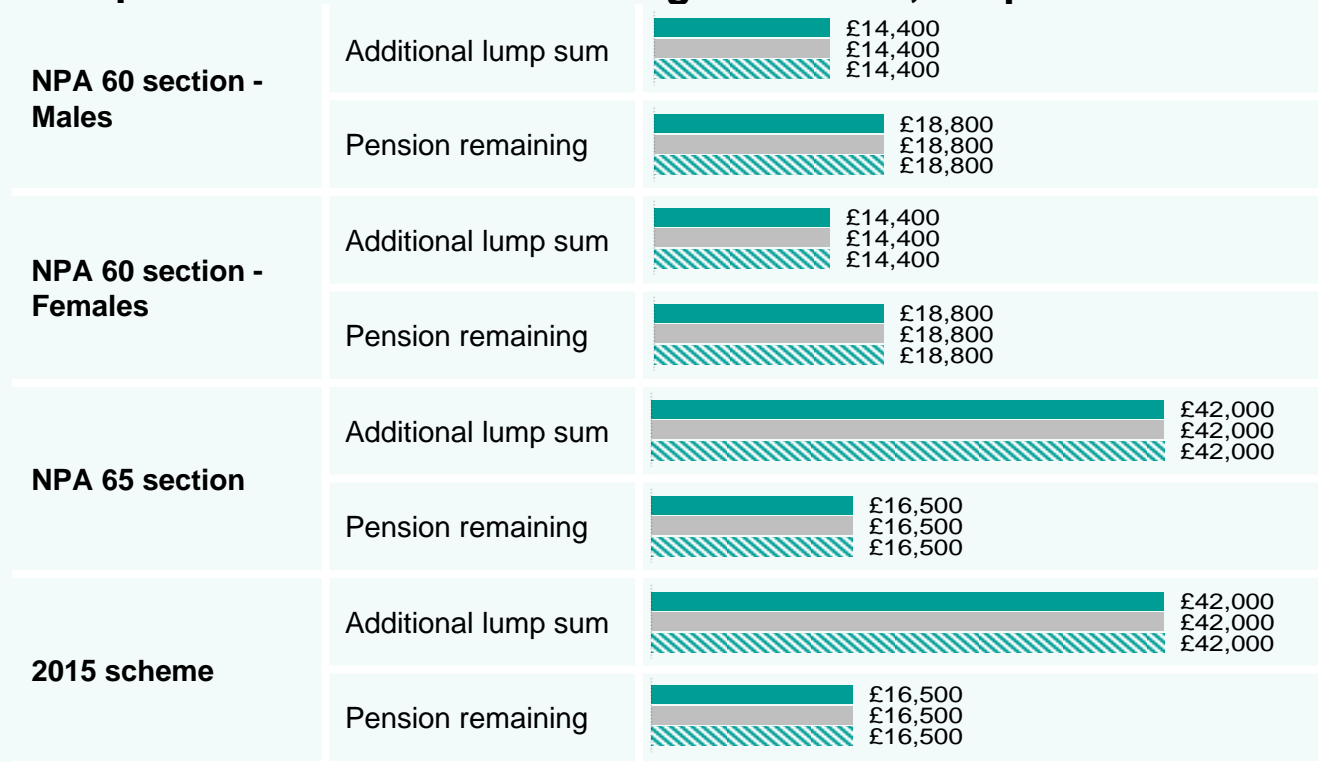 NPA 60 section -
Males
Additional lump sum
£14,400
£14,400
£14,400
Pension remaining
£18,800
£18,800
£18,800
NPA 60 section -
Females
Additional lump sum
£14,400
£14,400
£14,400
Pension remaining
£18,800
£18,800
£18,800
NPA 65 section
Additional lump sum
£42,000
£42,000
£42,000
Pension remaining
£16,500
£16,500
£16,500
2015 scheme
Additional lump sum
£42,000
£42,000
£42,000
Pension remaining
£16,500
£16,500
£16,500